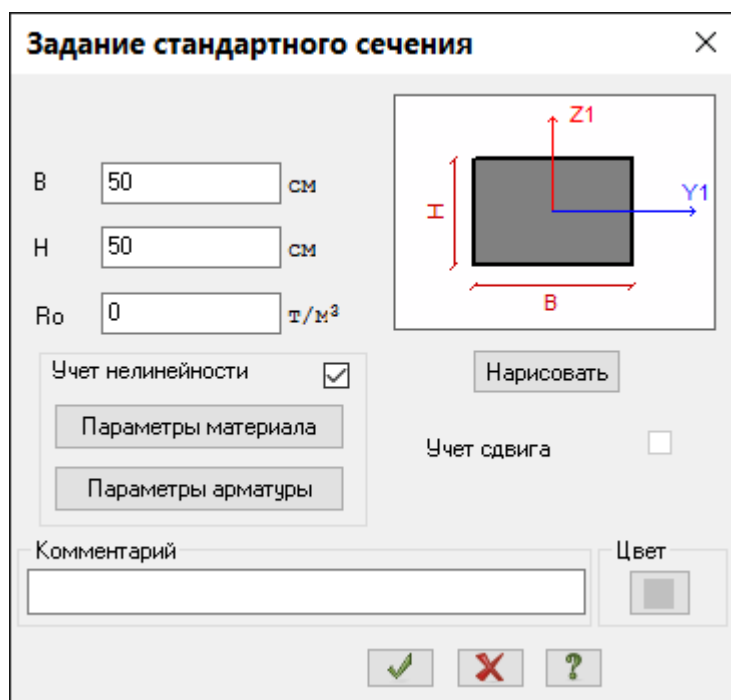 Задание стандартного сечения
Z1
B 50 см
Y1
H
H 50 см
B
Ro 0 т/м³
Учет нелинейности
Нарисовать
Параметры материала
Учет сдвига
Параметры арматуры
Комментарий
Цвет
?